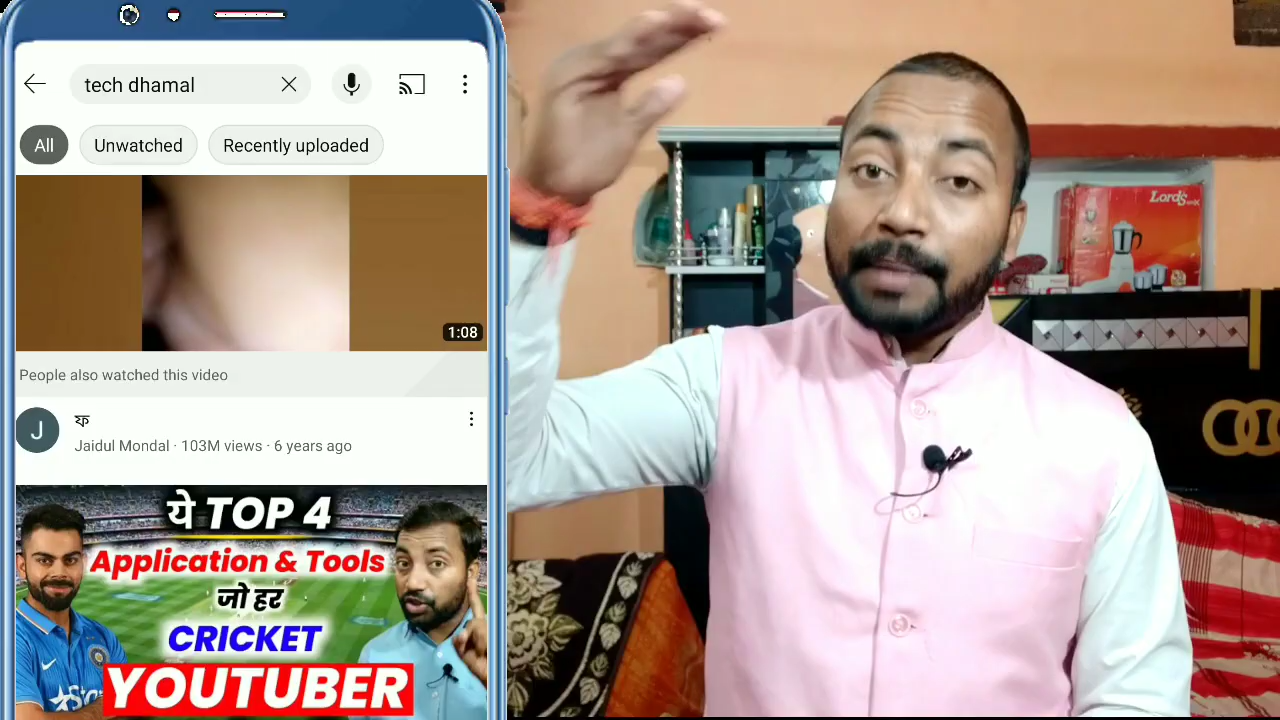 tech dhamal
All
Unwatched
Recently uploaded
1:08
People also watched this video
J
ফ
Jaidul Mondal · 103M views · 6 years ago
ये TOP 4
Application & Tools
जो हर
CRICKET
YOUTUBER
Lord's